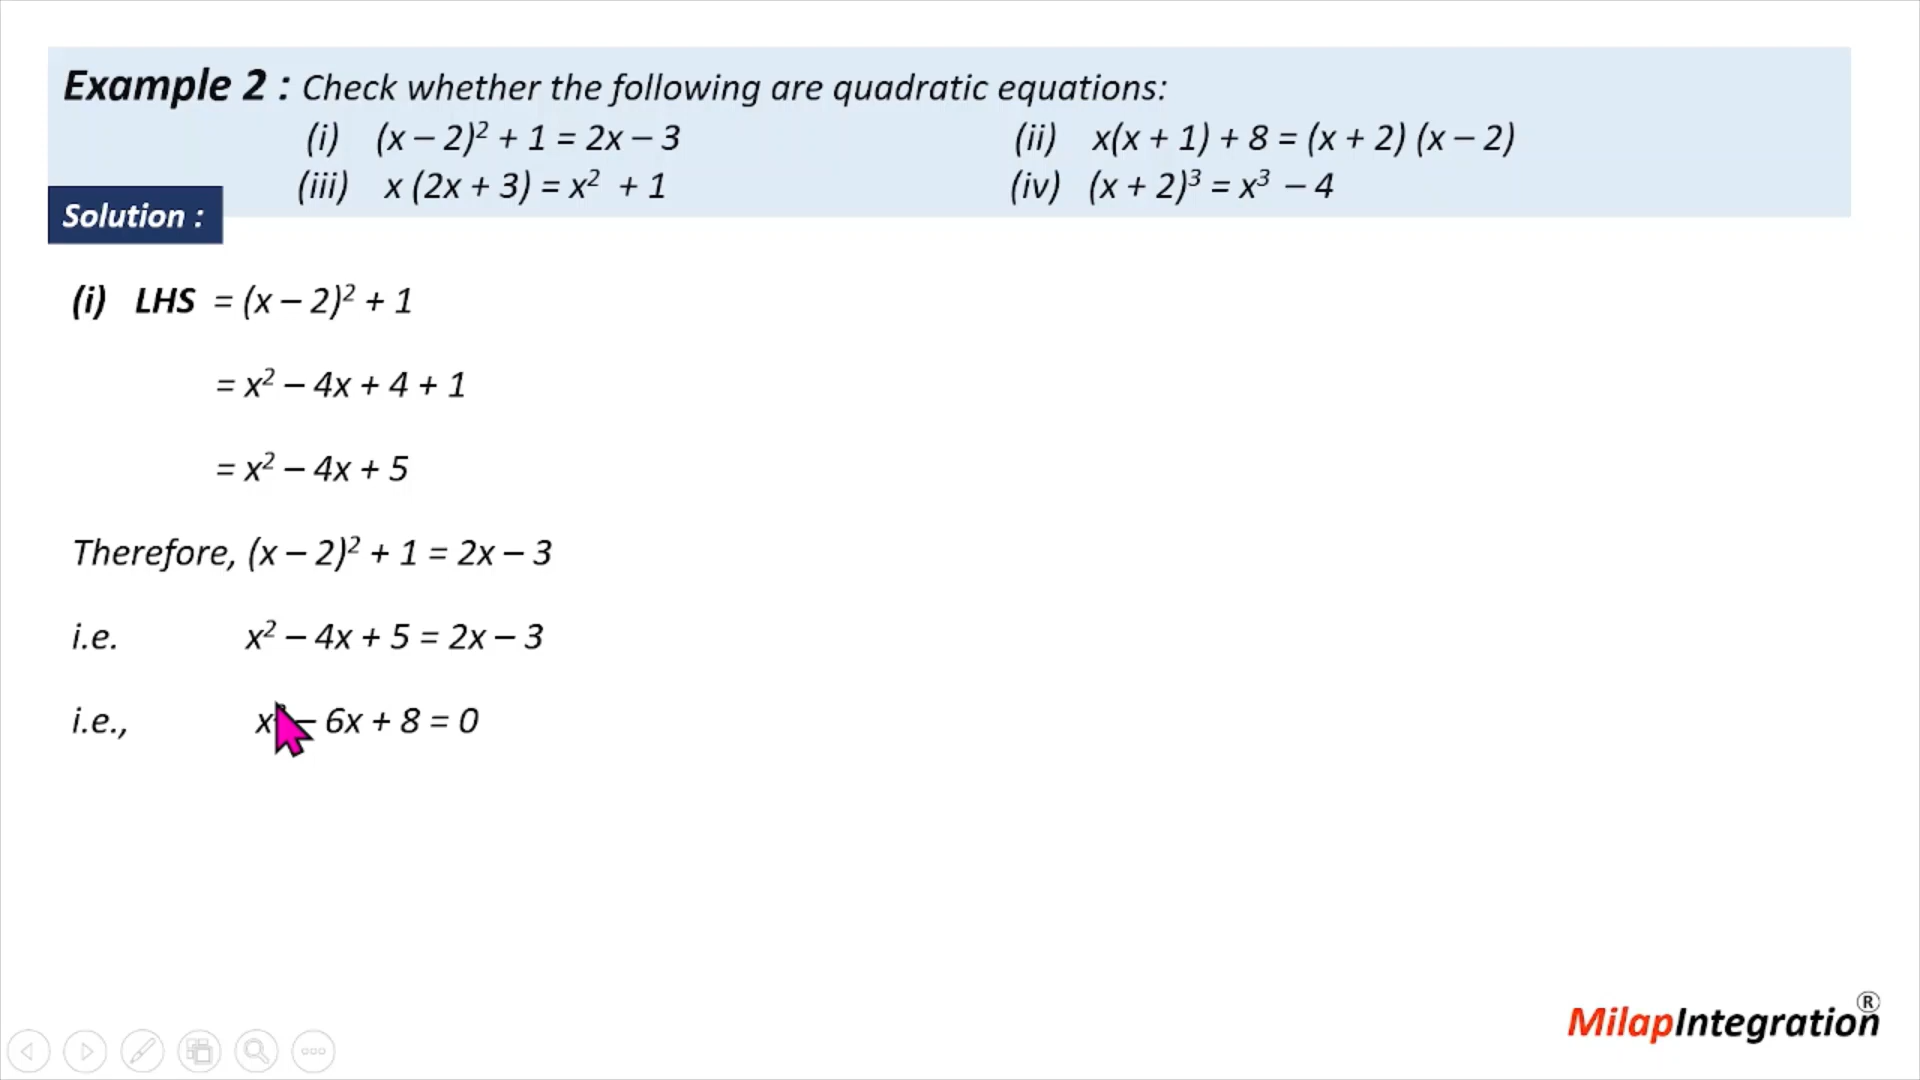 Example 2 : Check whether the following are quadratic equations:
(i) (x – 2)² + 1 = 2x – 3 (ii) x(x + 1) + 8 = (x + 2) (x – 2)
(iii) x (2x + 3) = x² + 1 (iv) (x + 2)³ = x³ – 4
Solution :
(i) LHS = (x – 2)² + 1
= x² – 4x + 4 + 1
= x² – 4x + 5
Therefore, (x – 2)² + 1 = 2x – 3
i.e. x² – 4x + 5 = 2x – 3
i.e., x² – 6x + 8 = 0
MilapIntegration®